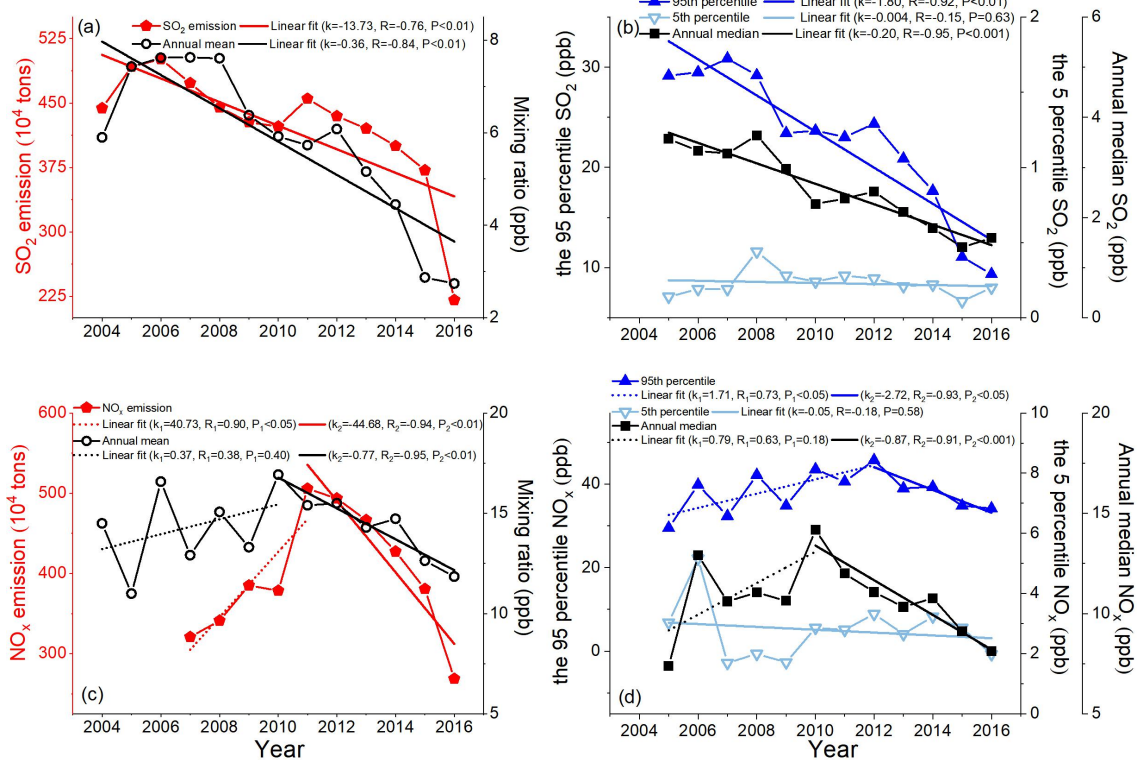 95th percentile Linear fit (k=-1.80, R=-0.92, P<0.01)
(a) SO2 emission Linear fit (k=-13.73, R=-0.76, P<0.01)
Annual mean Linear fit (k=-0.36, R=-0.84, P<0.01)
(b) 5th percentile Linear fit (k=-0.004, R=-0.15, P=0.63)
Annual median Linear fit (k=-0.20, R=-0.95, P<0.001)
SO2 emission (10^4 tons)
525
450
375
300
225
8
6
4
2
Mixing ratio (ppb)
2004 2006 2008 2010 2012 2014 2016
the 95 percentile SO2 (ppb)
30
20
10
2
1
0
the 5 percentile SO2 (ppb)
6
4
2
0
Annual median SO2 (ppb)
2004 2006 2008 2010 2012 2014 2016
NOx emission
Linear fit (k1=40.73, R1=0.90, P1<0.05) (k2=-44.68, R2=-0.94, P2<0.01)
Annual mean
Linear fit (k1=0.37, R1=0.38, P1=0.40) (k2=-0.77, R2=-0.95, P2<0.01)
NOx emission (10^4 tons)
600
500
400
300
20
15
10
5
Mixing ratio (ppb)
(c)
2004 2006 2008 2010 2012 2014 2016
Year
95th percentile
Linear fit (k1=1.71, R1=0.73, P1<0.05) (k2=-2.72, R2=-0.93, P2<0.05)
5th percentile Linear fit k=-0.05, R=-0.18, P=0.58)
Annual median
Linear fit (k1=0.79, R1=0.63, P1=0.18) (k2=-0.87, R2=-0.91, P2<0.001)
the 95 percentile NOx (ppb)
40
20
0
10
8
6
4
2
0
the 5 percentile NOx (ppb)
20
15
10
5
Annual median NOx (ppb)
(d)
2004 2006 2008 2010 2012 2014 2016
Year